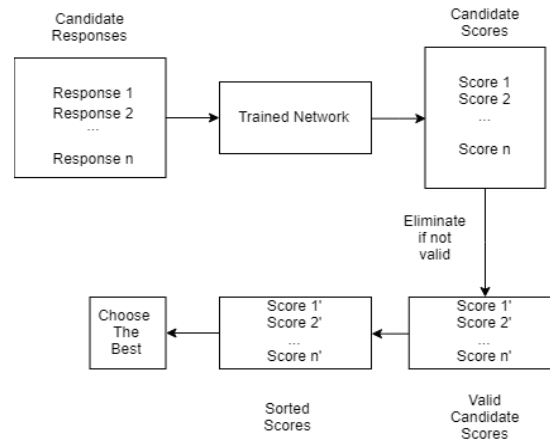 Candidate
Responses
Response 1
Response 2
...
Response n
Trained Network
Candidate
Scores
Score 1
Score 2
...
Score n
Eliminate
if not
valid
Score 1'
Score 2'
...
Score n'
Valid
Candidate
Scores
Score 1'
Score 2'
...
Score n'
Sorted
Scores
Choose
The
Best